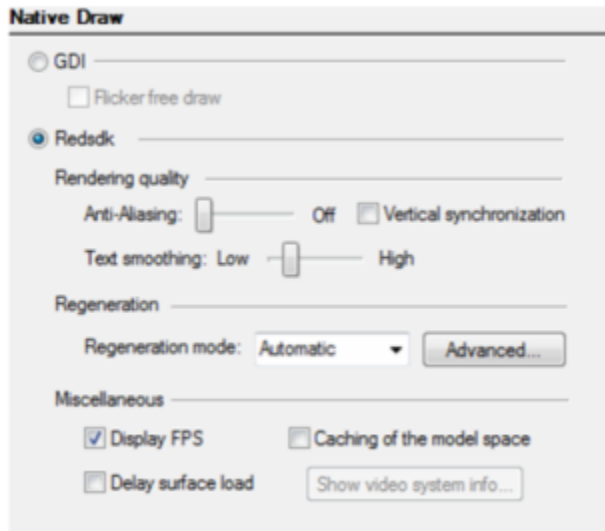 Native Draw
GDI
Flicker free draw
Redsdk
Rendering quality
Anti-Aliasing: Off Vertical synchronization
Text smoothing: Low High
Regeneration
Regeneration mode: Automatic Advanced...
Miscellaneous
Display FPS Caching of the model space
Delay surface load Show video system info...